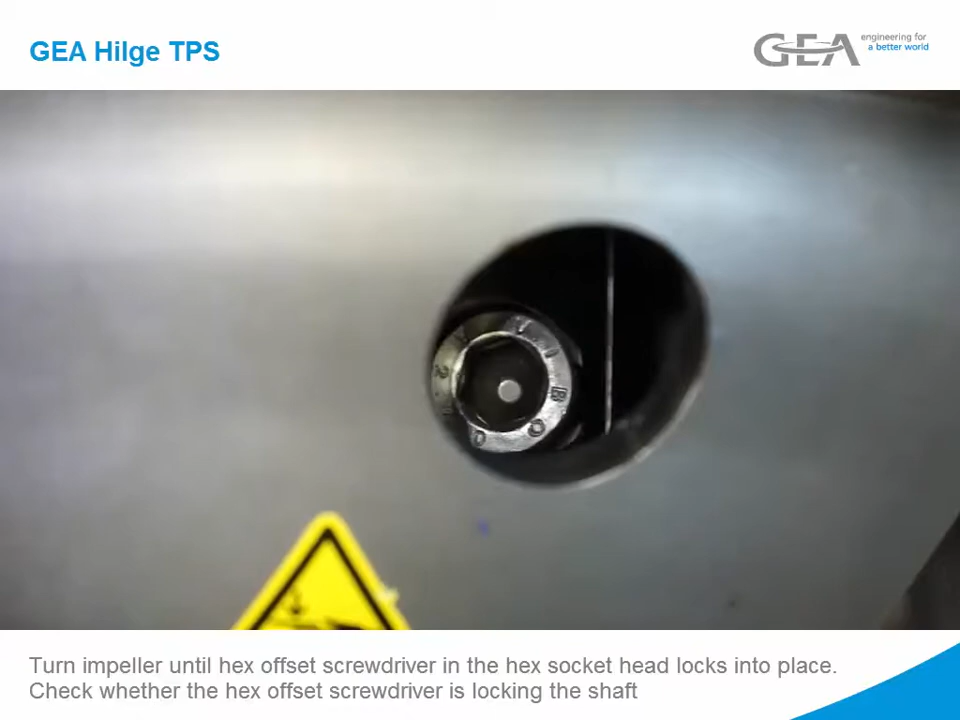 GEA Hilge TPS
GEA
engineering for
a better world
Turn impeller until hex offset screwdriver in the hex socket head locks into place.
Check whether the hex offset screwdriver is locking the shaft